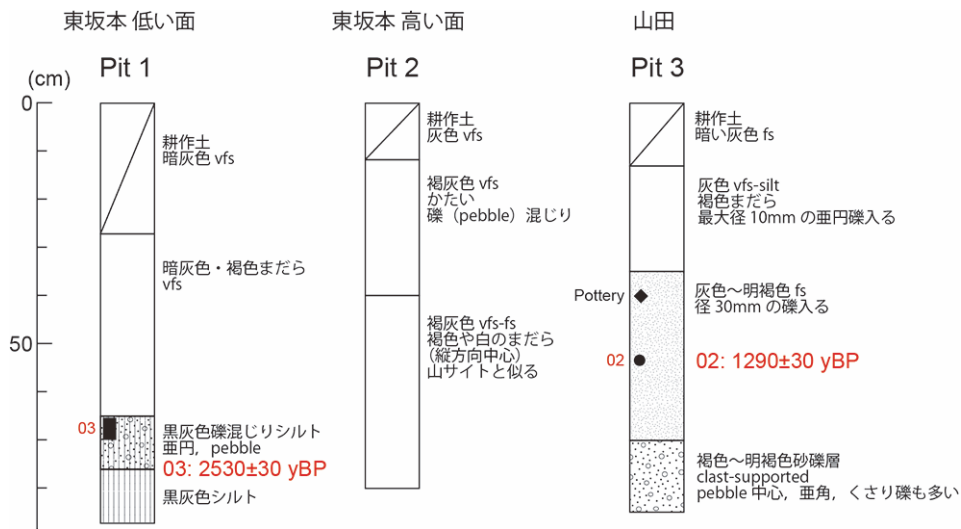 東坂本 低い面
東坂本 高い面
山田
Pit 1
Pit 2
Pit 3
(cm)
0
50
耕作土
暗灰色 vfs
暗灰色・褐色まだら
vfs
03
黒灰色礫混じりシルト
亜円，pebble
03: 2530±30 yBP
黒灰色シルト
耕作土
灰色 vfs
褐灰色 vfs
かたい
礫（pebble）混じり
褐灰色 vfs-fs
褐色や白のまだら
（縦方向中心）
山サイトと似る
耕作土
暗い灰色 fs
灰色 vfs-silt
褐色まだら
最大径 10mm の亜円礫入る
Pottery
灰色～明褐色 fs
径 30mm の礫入る
02
02: 1290±30 yBP
褐色～明褐色砂礫層
clast-supported
pebble 中心，亜角，くさり礫も多い